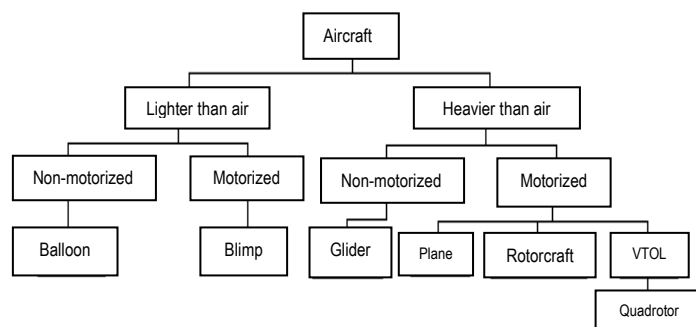 Aircraft
Lighter than air
Heavier than air
Non-motorized
Motorized
Non-motorized
Motorized
Balloon
Blimp
Glider
Plane
Rotorcraft
VTOL
Quadrotor